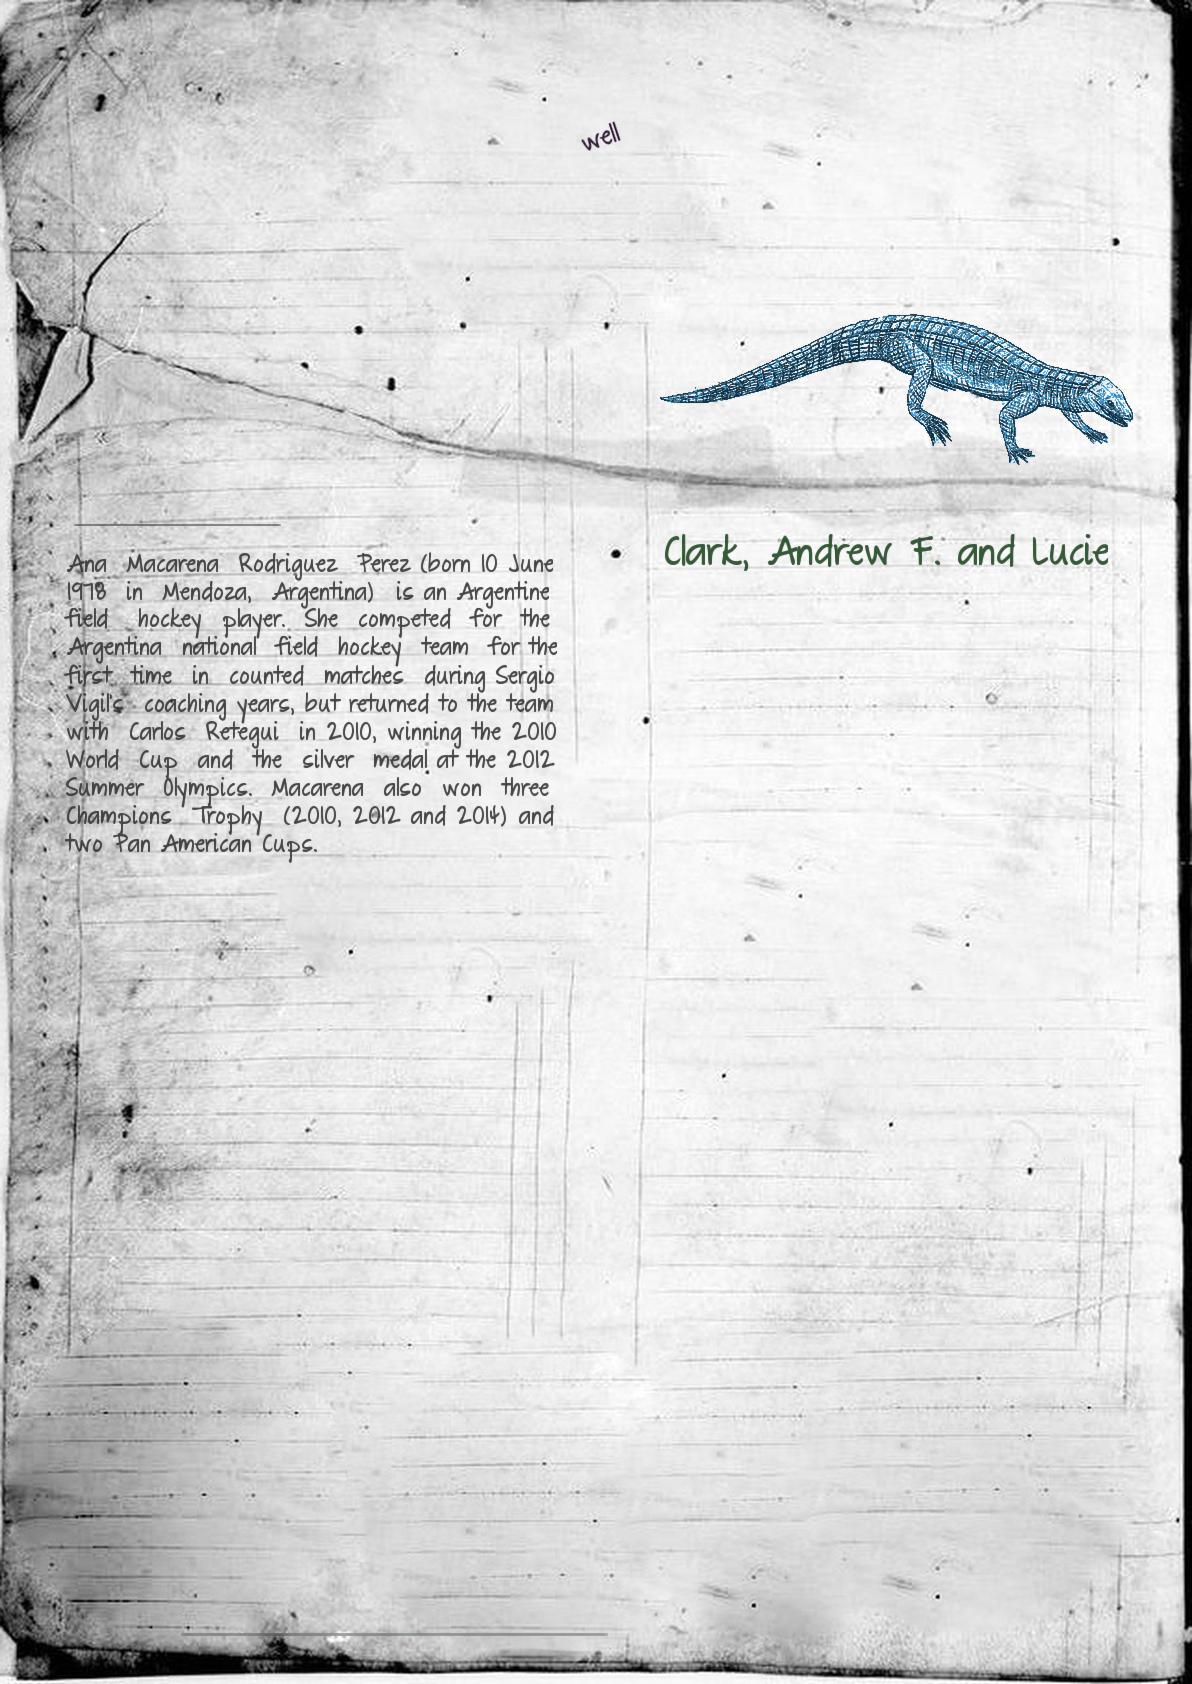 well
Ana Macarena Rodriguez Perez (born 10 June
1978 in Mendoza, Argentina) is an Argentine
field hockey player. She competed for the
Argentina national field hockey team for the
first time in counted matches during Sergio
Vigil's coaching years, but returned to the team
with Carlos Retegui in 2010, winning the 2010
World Cup and the silver medal at the 2012
Summer Olympics. Macarena also won three
Champions Trophy (2010, 2012 and 2014) and
two Pan American Cups.
Clark, Andrew F. and Lucie